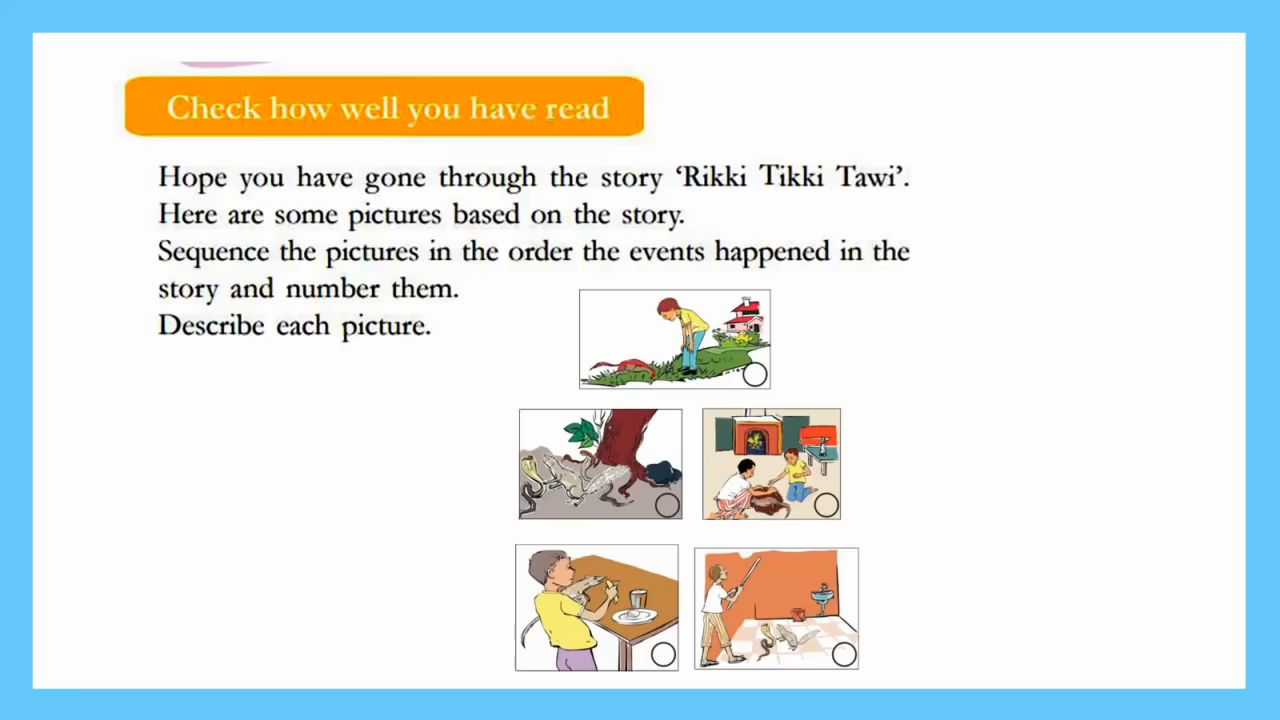 Check how well you have read
Hope you have gone through the story ‘Rikki Tikki Tawi’.
Here are some pictures based on the story.
Sequence the pictures in the order the events happened in the
story and number them.
Describe each picture.